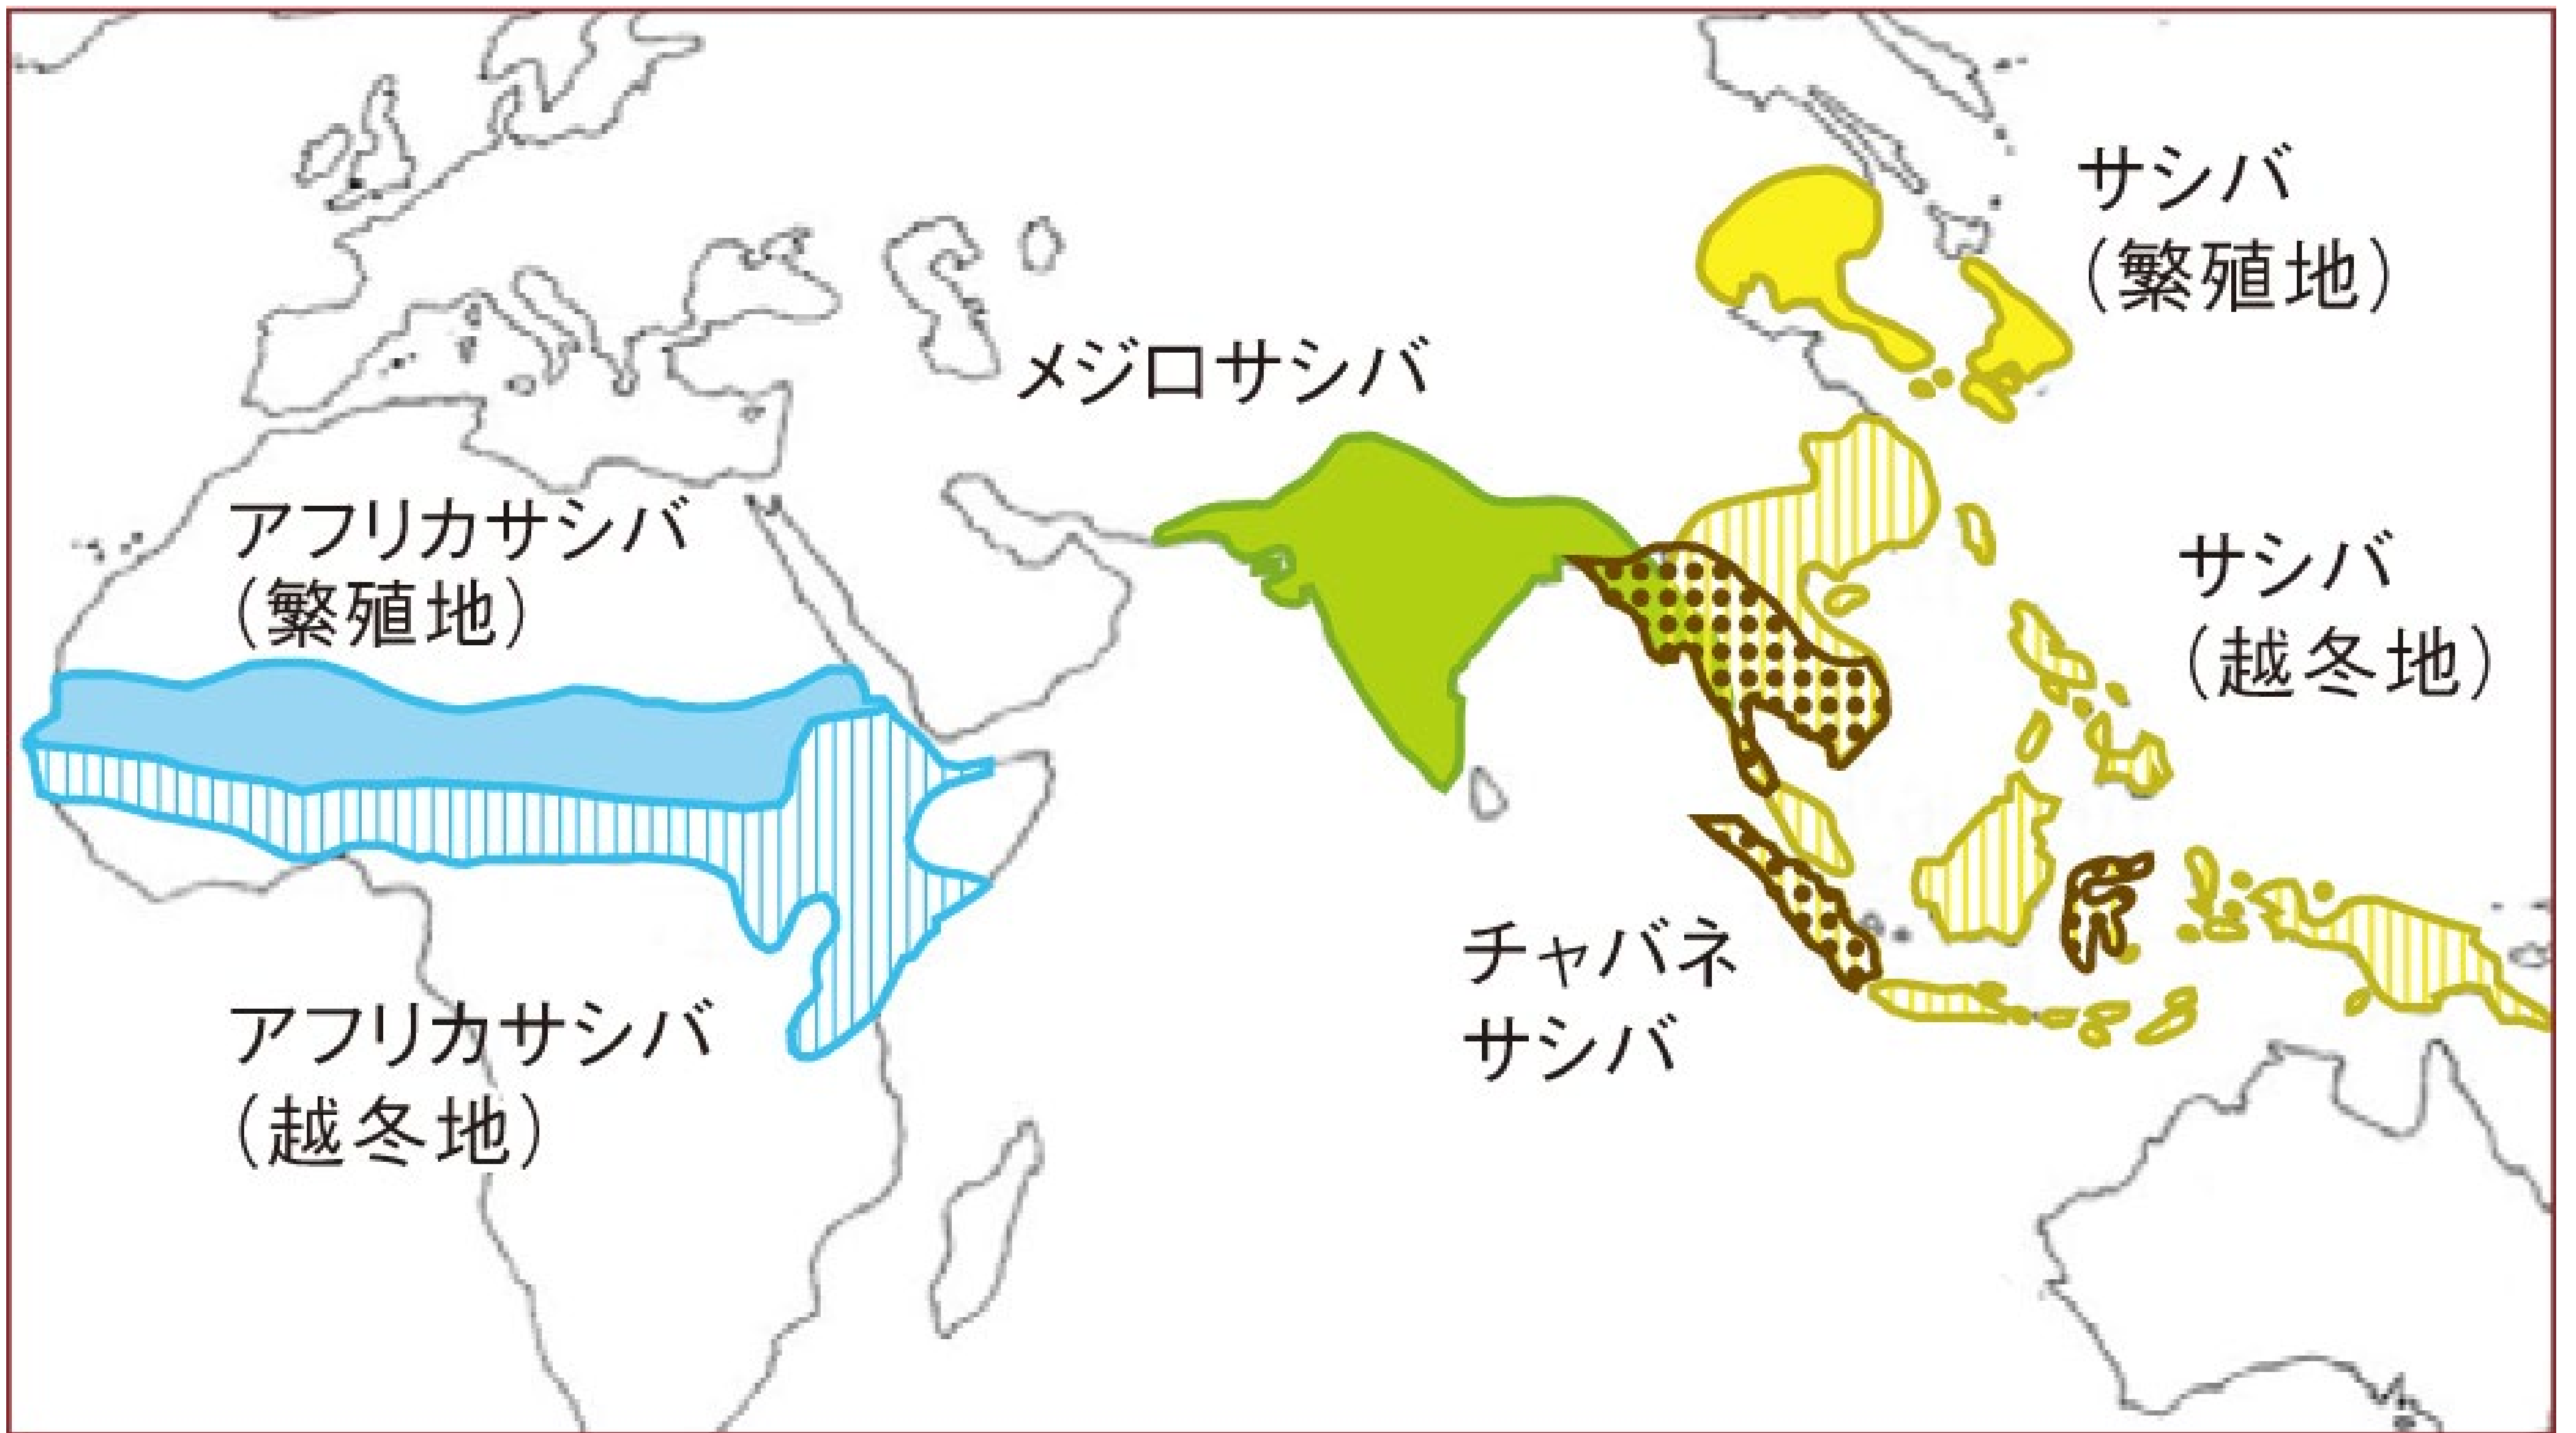 サシバ
（繁殖地）
メジロサシバ
アフリカサシバ
（繁殖地）
サシバ
（越冬地）
チャバネ
サシバ
アフリカサシバ
（越冬地）